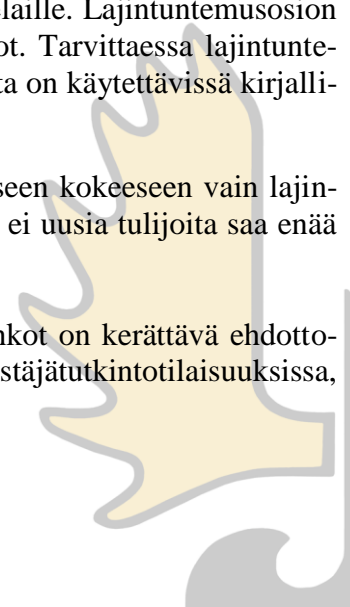 elaille. Lajintuntemusosion
ot. Tarvittaessa lajintunte-
ta on käytettävissä kirjalli-
seen kokeeseen vain lajin-
ei uusia tulijoita saa enää
nkot on kerättävä ehdotto-
stäjätutkintotilaisuuksissa,